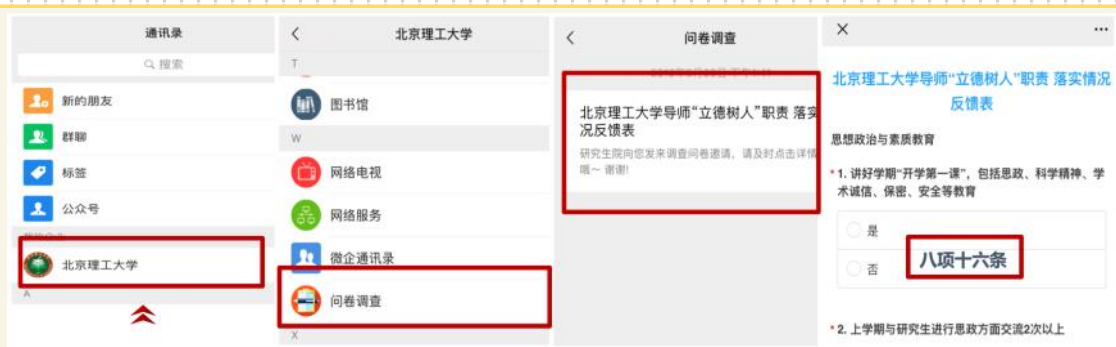 通讯录
搜索
新的朋友
群聊
标签
公众号
北京理工大学
A
北京理工大学
T
图书馆
W
网络电视
网络服务
微企通讯录
问卷调查
X
问卷调查
北京理工大学导师“立德树人”职责 落实
况反馈表
研究生院向您发来调查问卷邀请，请及时点击详情
哦～ 谢谢!
北京理工大学导师“立德树人”职责 落实情况
反馈表
思想政治与素质教育
* 1. 讲好学期“开学第一课”，包括思政、科学精神、学
术诚信、保密、安全等教育
是
否
八项十六条
* 2. 上学期与研究生进行思政方面交流2次以上